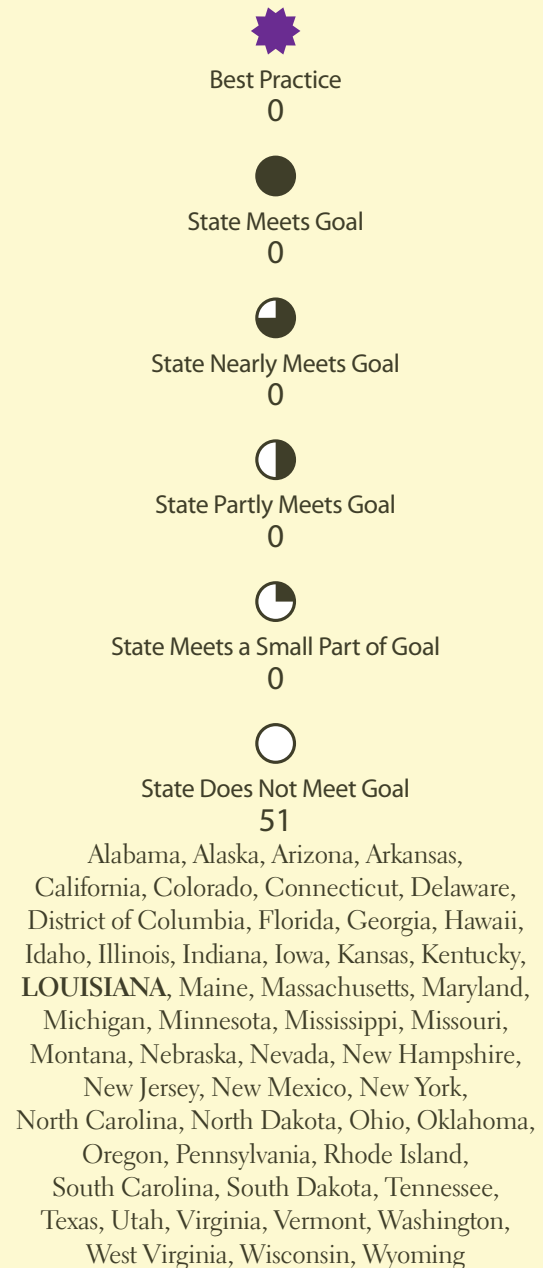 Best Practice
0
State Meets Goal
0
State Nearly Meets Goal
0
State Partly Meets Goal
0
State Meets a Small Part of Goal
0
State Does Not Meet Goal
51
Alabama, Alaska, Arizona, Arkansas,
California, Colorado, Connecticut, Delaware,
District of Columbia, Florida, Georgia, Hawaii,
Idaho, Illinois, Indiana, Iowa, Kansas, Kentucky,
LOUISIANA, Maine, Massachusetts, Maryland,
Michigan, Minnesota, Mississippi, Missouri,
Montana, Nebraska, Nevada, New Hampshire,
New Jersey, New Mexico, New York,
North Carolina, North Dakota, Ohio, Oklahoma,
Oregon, Pennsylvania, Rhode Island,
South Carolina, South Dakota, Tennessee,
Texas, Utah, Virginia, Vermont, Washington,
West Virginia, Wisconsin, Wyoming